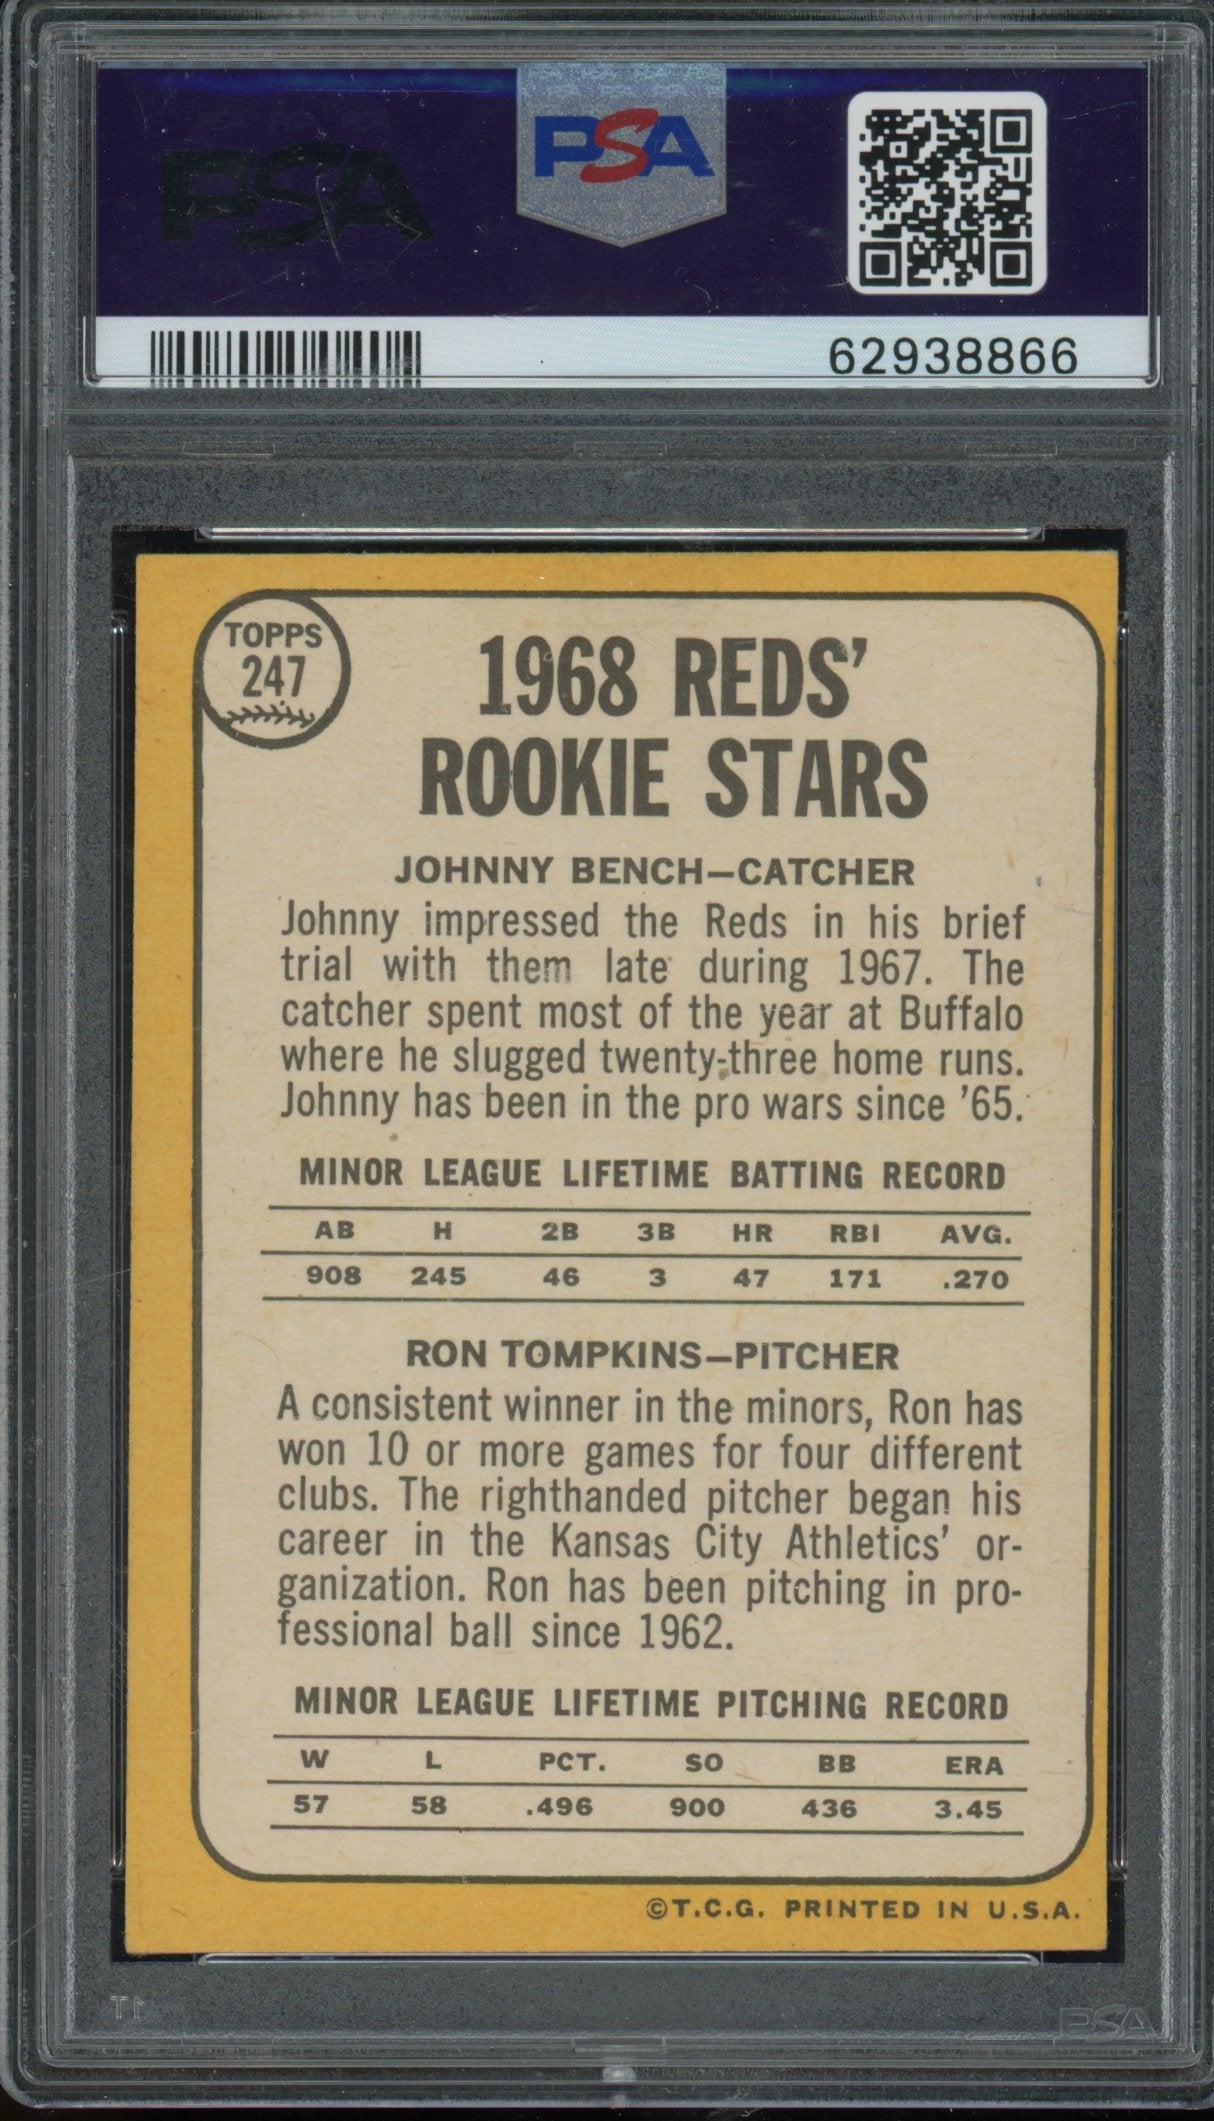 PSA
PSA
62938866
TOPPS
247
1968 REDS'
ROOKIE STARS
JOHNNY BENCH—CATCHER
Johnny impressed the Reds in his brief
trial with them late during 1967. The
catcher spent most of the year at Buffalo
where he slugged twenty-three home runs.
Johnny has been in the pro wars since '65.
MINOR LEAGUE LIFETIME BATTING RECORD
AB H 2B 3B HR RBI AVG.
908 245 46 3 47 171 .270
RON TOMPKINS—PITCHER
A consistent winner in the minors, Ron has
won 10 or more games for four different
clubs. The righthanded pitcher began his
career in the Kansas City Athletics' or-
ganization. Ron has been pitching in pro-
fessional ball since 1962.
MINOR LEAGUE LIFETIME PITCHING RECORD
W L PCT. SO BB ERA
57 58 .496 900 436 3.45
©T.C.G. PRINTED IN U.S.A.
PSA